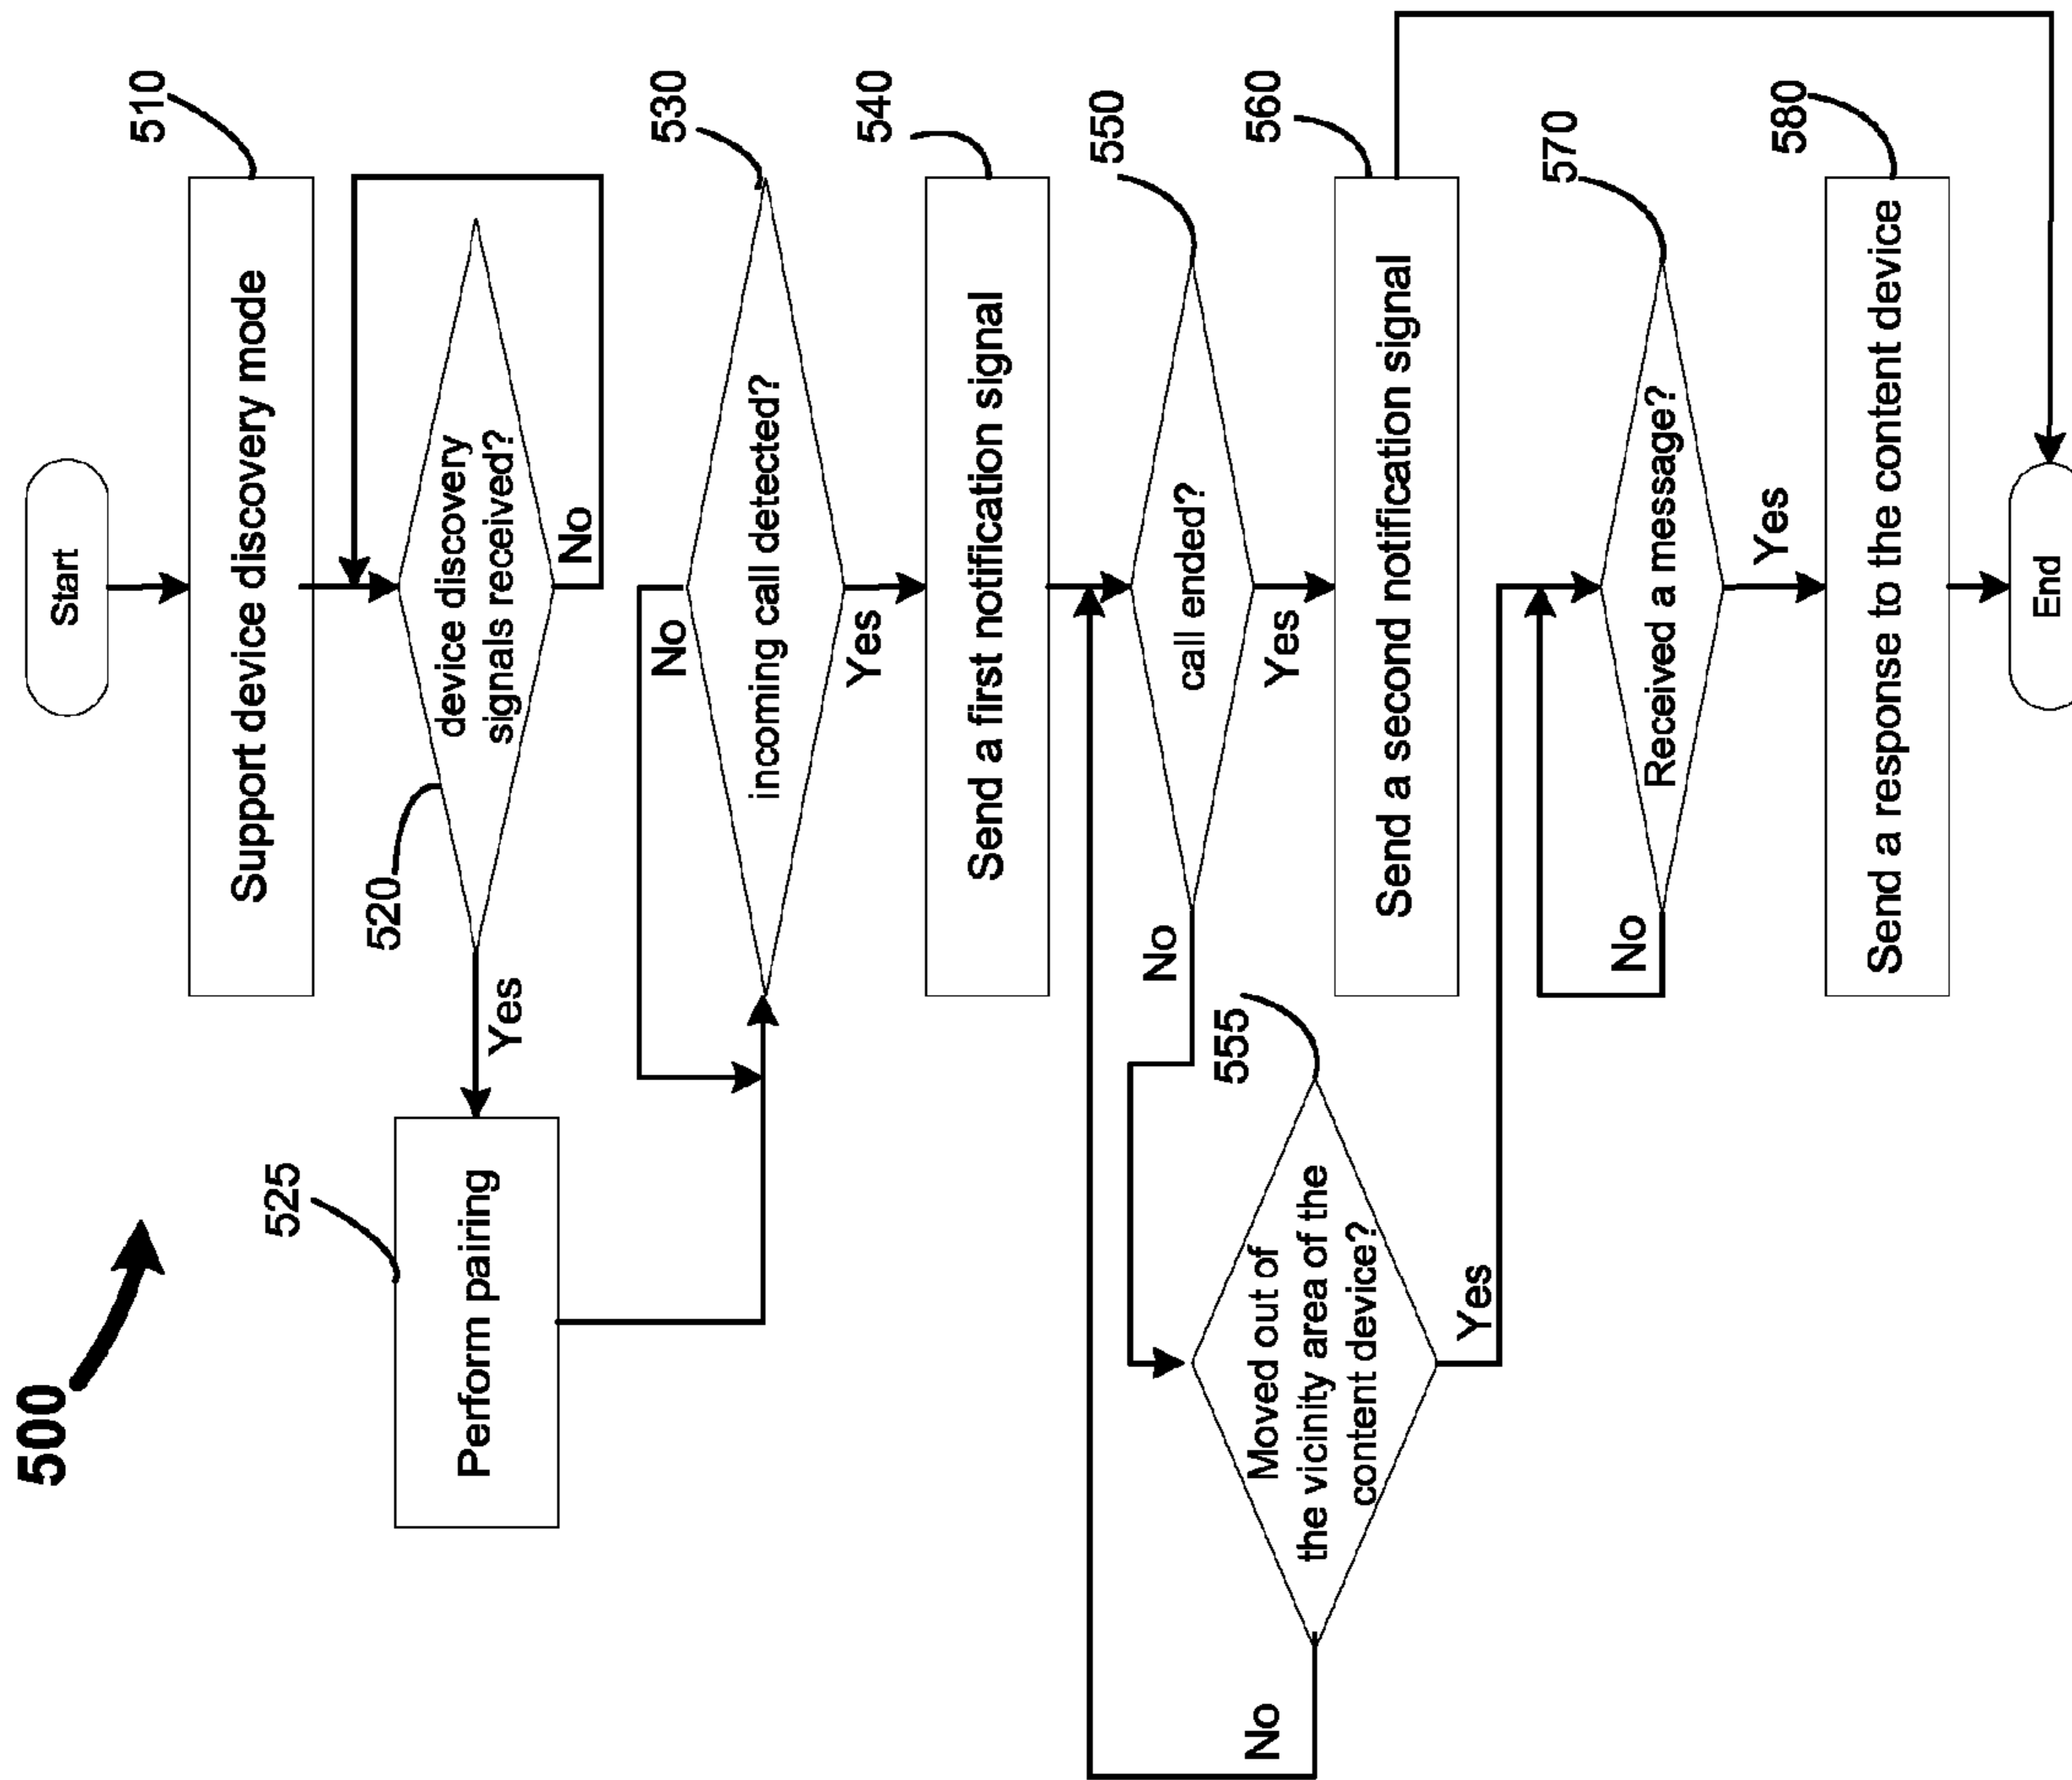 500
Start
510
Support device discovery mode
520
device discovery
signals received?
No
Yes
525
Perform pairing
530
No
incoming call detected?
Yes
540
Send a first notification signal
550
call ended?
No
Yes
555
Moved out of
the vicinity area of the
content device?
No
Yes
560
Send a second notification signal
570
Received a message?
No
Yes
580
Send a response to the content device
End